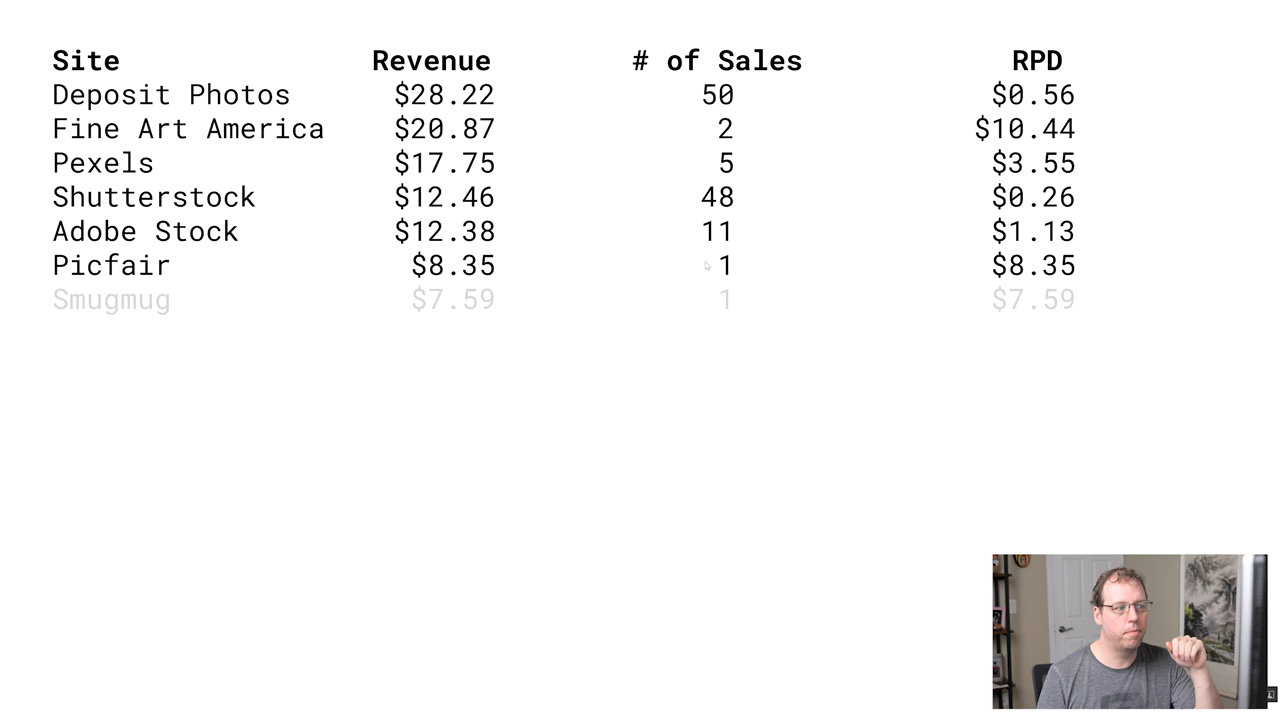 Site Revenue # of Sales RPD
Deposit Photos $28.22 50 $0.56
Fine Art America $20.87 2 $10.44
Pexels $17.75 5 $3.55
Shutterstock $12.46 48 $0.26
Adobe Stock $12.38 11 $1.13
Picfair $8.35 1 $8.35
Smugmug $7.59 1 $7.59